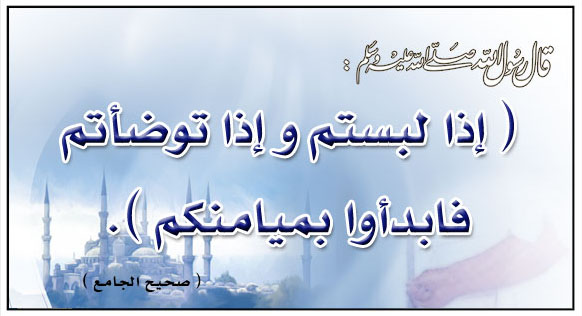 قال رسول الله صلى الله عليه وسلم :
( إذا لبستم و إذا توضأتم
فابدأوا بميامنكم ).
( صحيح الجامع )